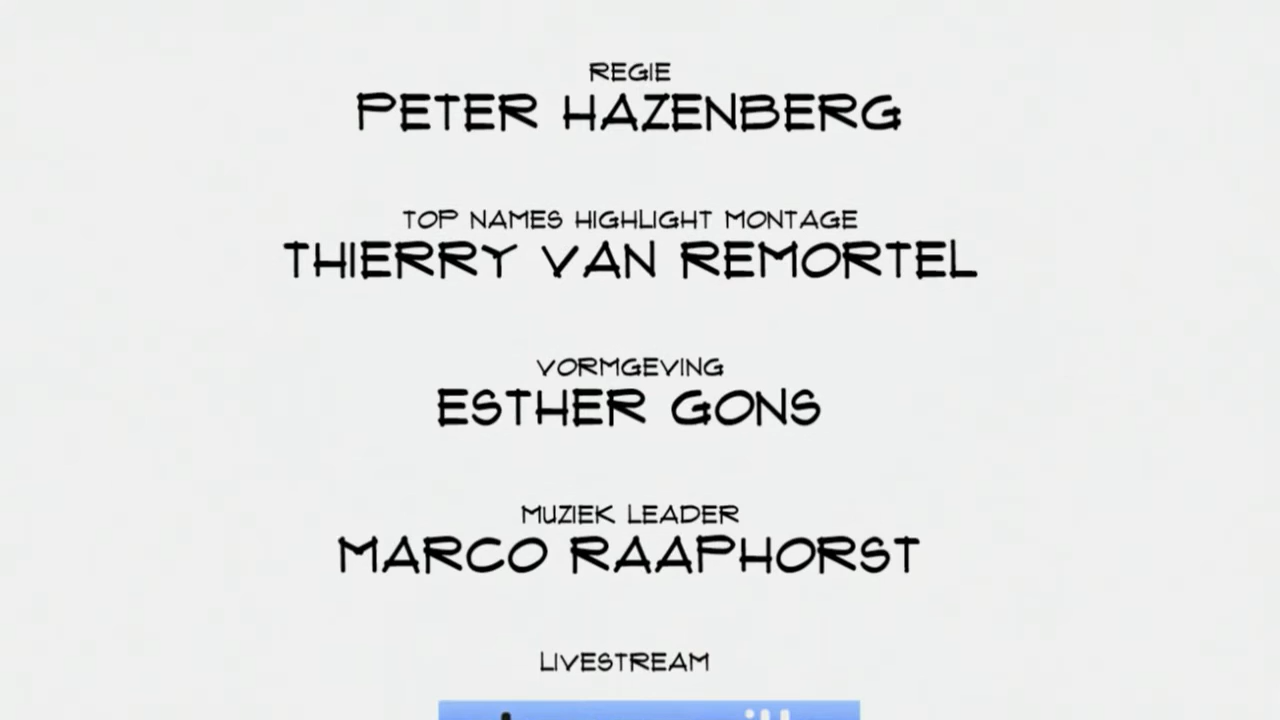 REGIE
PETER HAZENBERG
TOP NAMES HIGHLIGHT MONTAGE
THIERRY VAN REMORTEL
VORMGEVING
ESTHER GONS
MUZIEK LEADER
MARCO RAAPHORST
LIVESTREAM